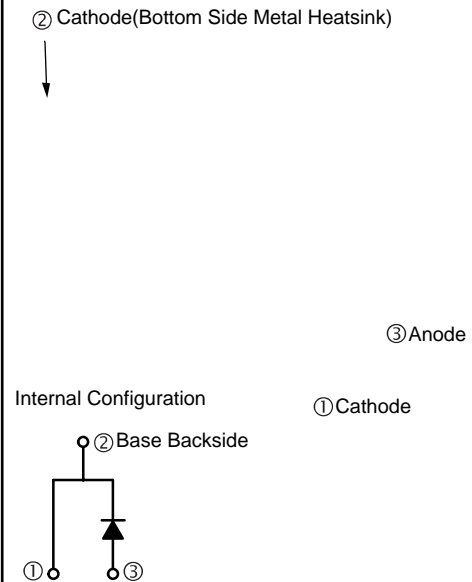 ② Cathode(Bottom Side Metal Heatsink)
③Anode
Internal Configuration
①Cathode
②Base Backside
① ③